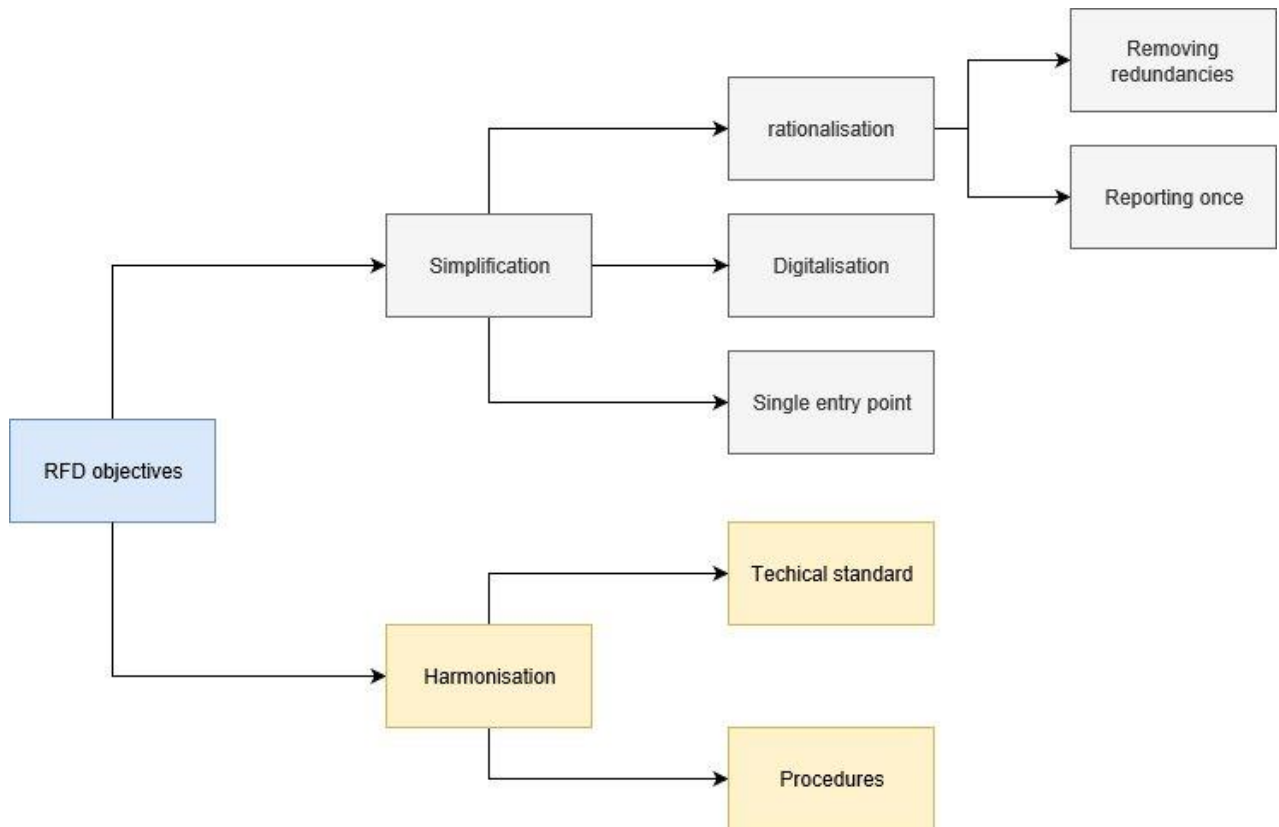 Removing
redundancies
rationalisation
Reporting once
Simplification
Digitalisation
Single entry point
RFD objectives
Techical standard
Harmonisation
Procedures